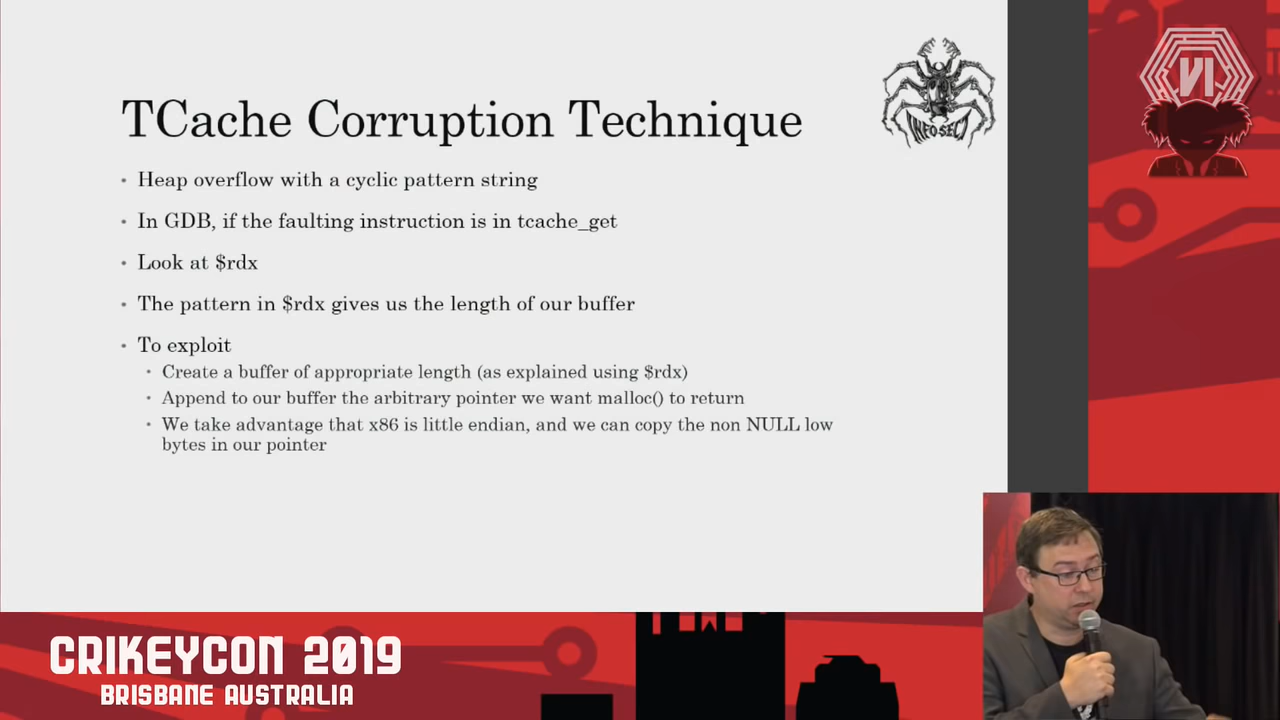 TCache Corruption Technique
INFOSECT
VI
• Heap overflow with a cyclic pattern string
• In GDB, if the faulting instruction is in tcache_get
• Look at $rdx
• The pattern in $rdx gives us the length of our buffer
• To exploit
• Create a buffer of appropriate length (as explained using $rdx)
• Append to our buffer the arbitrary pointer we want malloc() to return
• We take advantage that x86 is little endian, and we can copy the non NULL low
bytes in our pointer
CRIKEYCON 2019
BRISBANE AUSTRALIA